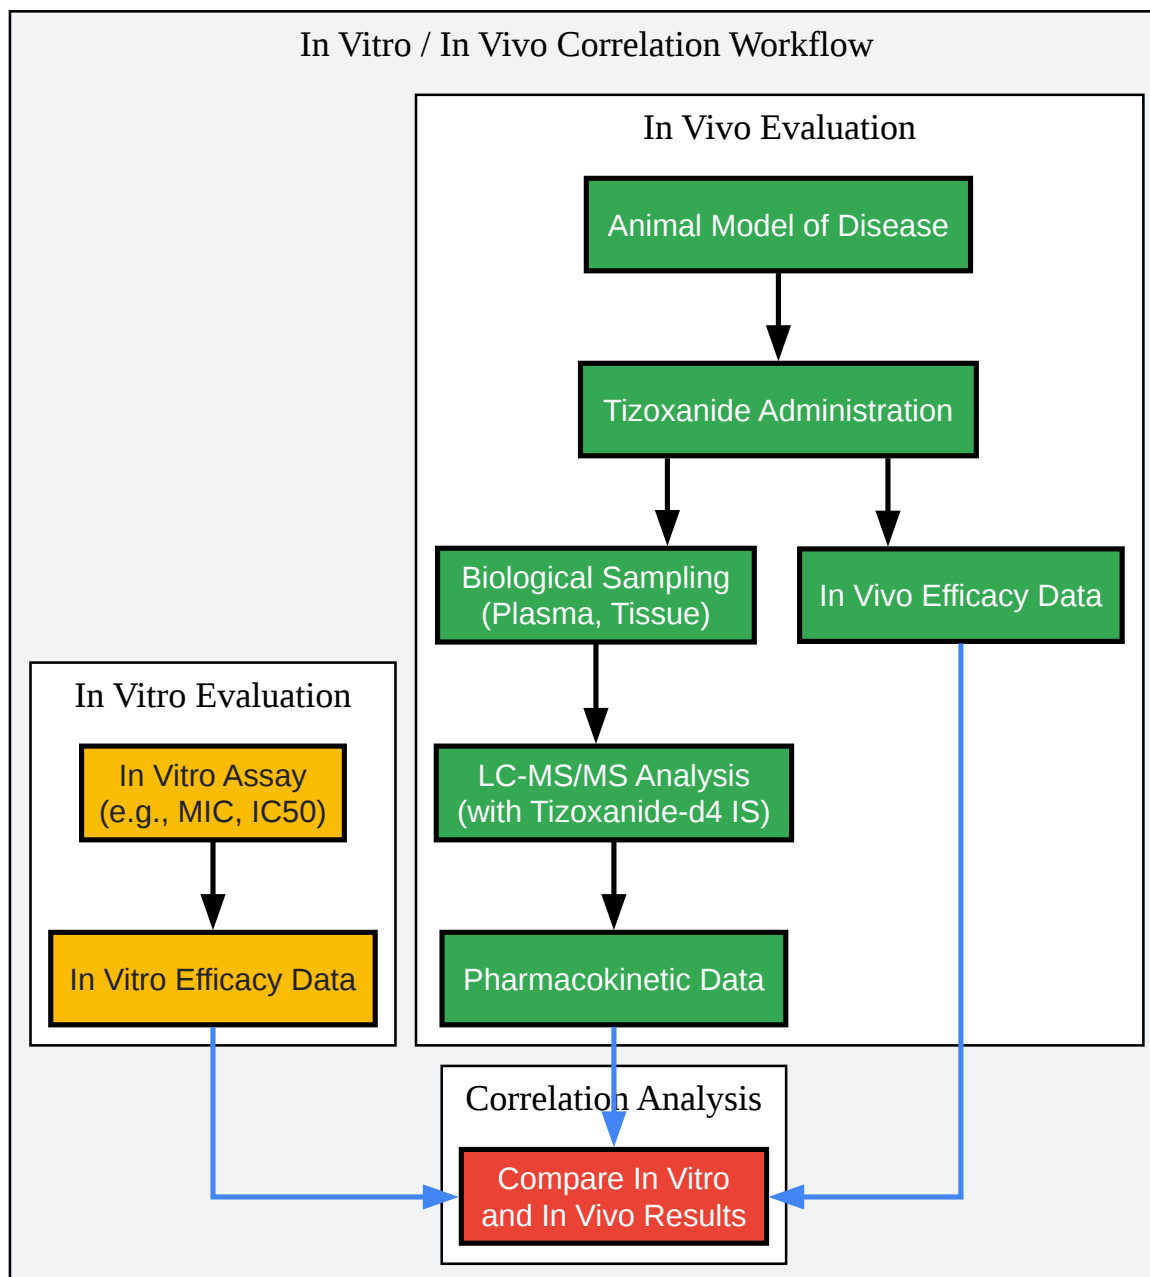 In Vitro / In Vivo Correlation Workflow
In Vivo Evaluation
Animal Model of Disease
Tizoxanide Administration
Biological Sampling
(Plasma, Tissue)
In Vivo Efficacy Data
In Vitro Evaluation
In Vitro Assay
(e.g., MIC, IC50)
LC-MS/MS Analysis
(with Tizoxanide-d4 IS)
In Vitro Efficacy Data
Pharmacokinetic Data
Correlation Analysis
Compare In Vitro
and In Vivo Results